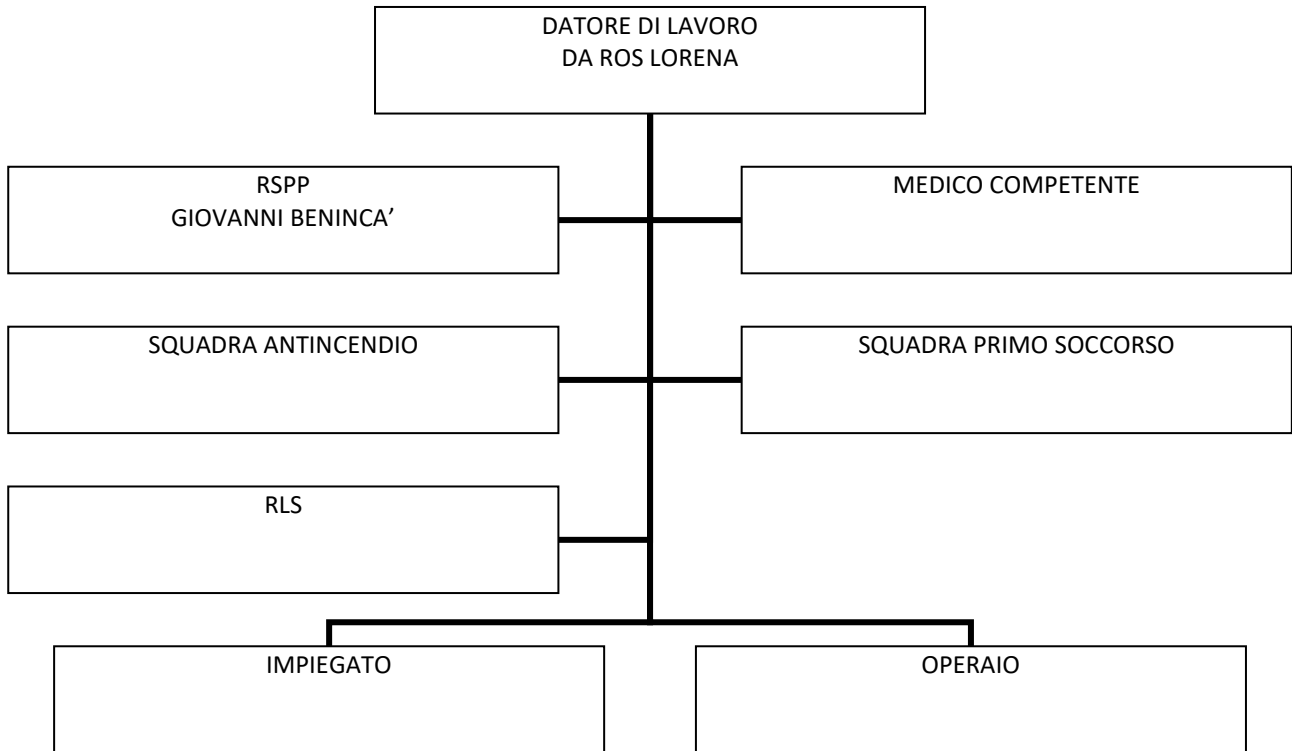 DATORE DI LAVORO
DA ROS LORENA
RSPP
GIOVANNI BENINCA’
MEDICO COMPETENTE
SQUADRA ANTINCENDIO
SQUADRA PRIMO SOCCORSO
RLS
IMPIEGATO
OPERAIO